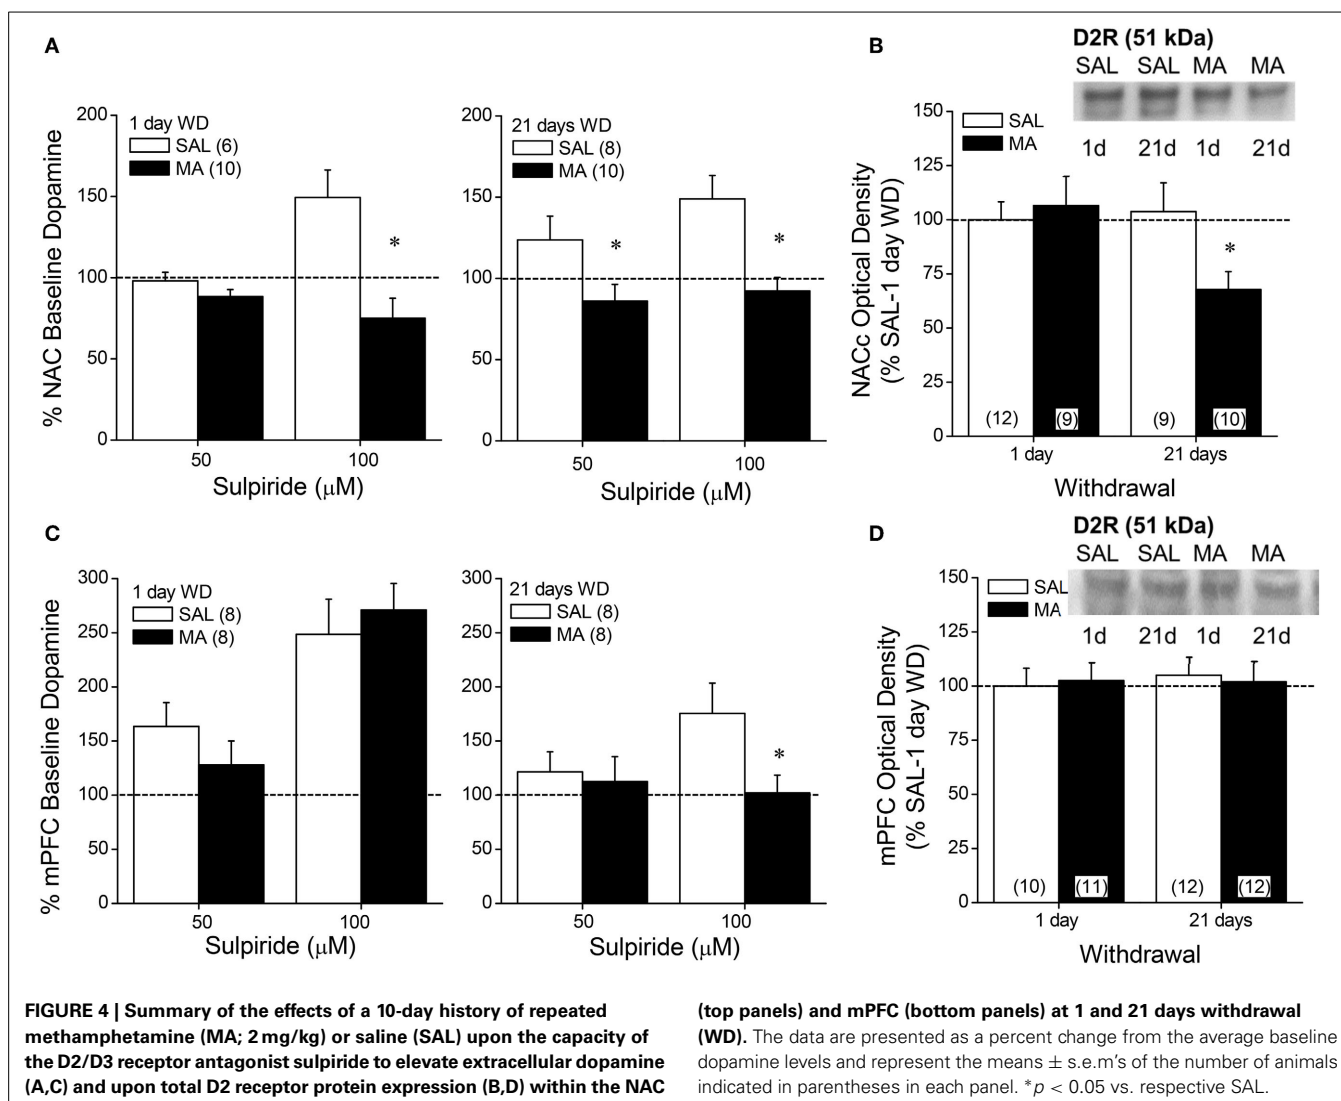 A
200
150
100
50
0
% NAC Baseline Dopamine
1 day WD
SAL (6)
MA (10)
*
50
100
Sulpiride (µM)
200
150
100
50
0
21 days WD
SAL (8)
MA (10)
*
*
50
100
Sulpiride (µM)
B
D2R (51 kDa)
SAL SAL MA MA
1d 21d 1d 21d
150
125
100
75
50
25
0
NACc Optical Density
(% SAL-1 day WD)
SAL
MA
*
(12) (9) (9) (10)
1 day 21 days
Withdrawal
C
300
250
200
150
100
50
0
% mPFC Baseline Dopamine
1 day WD
SAL (8)
MA (8)
50
100
Sulpiride (µM)
300
250
200
150
100
50
0
21 days WD
SAL (8)
MA (8)
*
50
100
Sulpiride (µM)
D
D2R (51 kDa)
SAL SAL MA MA
1d 21d 1d 21d
150
125
100
75
50
25
0
mPFC Optical Density
(% SAL-1 day WD)
SAL
MA
(10) (11) (12) (12)
1 day 21 days
Withdrawal
FIGURE 4 | Summary of the effects of a 10-day history of repeated
methamphetamine (MA; 2 mg/kg) or saline (SAL) upon the capacity of
the D2/D3 receptor antagonist sulpiride to elevate extracellular dopamine
(A,C) and upon total D2 receptor protein expression (B,D) within the NAC
(top panels) and mPFC (bottom panels) at 1 and 21 days withdrawal
(WD). The data are presented as a percent change from the average baseline
dopamine levels and represent the means ± s.e.m's of the number of animals
indicated in parentheses in each panel. *p < 0.05 vs. respective SAL.